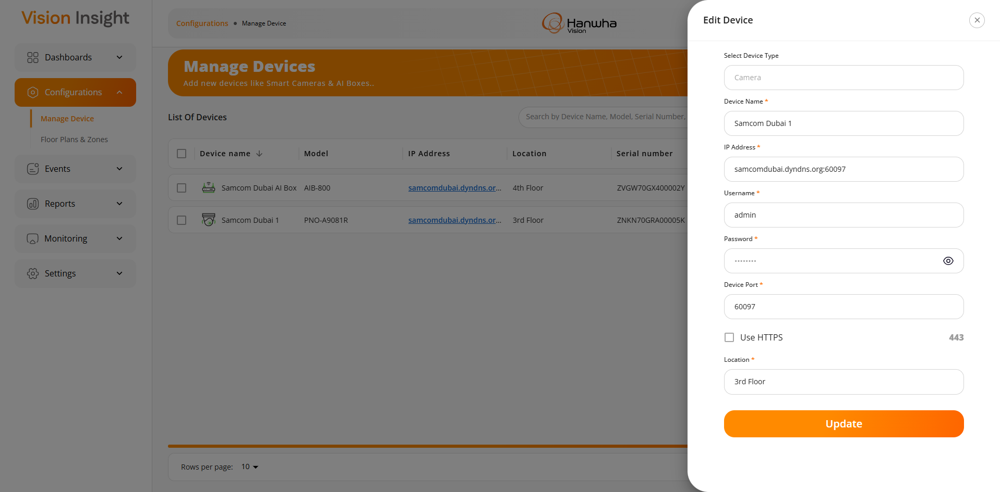 Vision Insight
Dashboards
Configurations
Manage Device
Floor Plans & Zones
Events
Reports
Monitoring
Settings
Configurations • Manage Device
Hanwha
Vision
Manage Devices
Add new devices like Smart Cameras & AI Boxes..
List Of Devices
Search by Device Name, Model, Serial Number,
Device name Model IP Address Location Serial number
Samcom Dubai AI Box AIB-800 samcomdubai.dyndns.or... 4th Floor ZVGW70GX400002Y
Samcom Dubai 1 PNO-A9081R samcomdubai.dyndns.or... 3rd Floor ZNKN70GRA00005K
Rows per page: 10
Edit Device
Select Device Type
Camera
Device Name *
Samcom Dubai 1
IP Address *
samcomdubai.dyndns.org:60097
Username *
admin
Password *
••••••••
Device Port *
60097
Use HTTPS 443
Location *
3rd Floor
Update